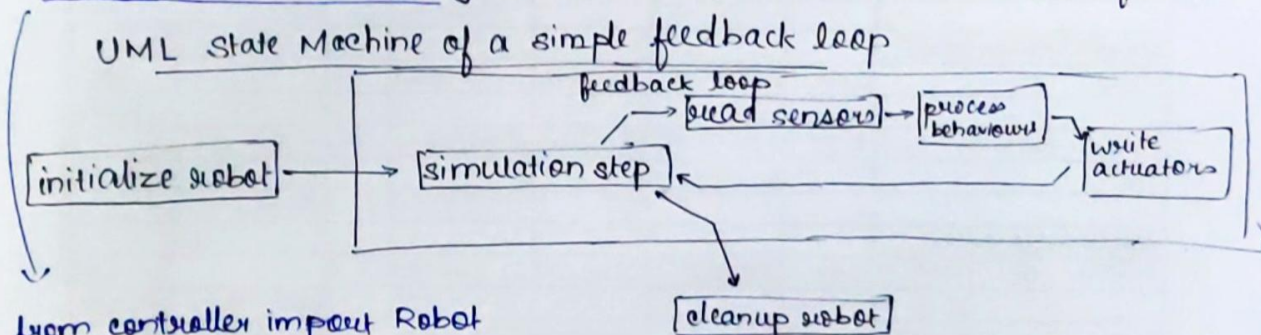 UML State Machine of a simple feedback loop
feedback loop
read sensors
process
behaviours
write
actuators
initialize robot
simulation step
from controller import Robot
cleanup robot